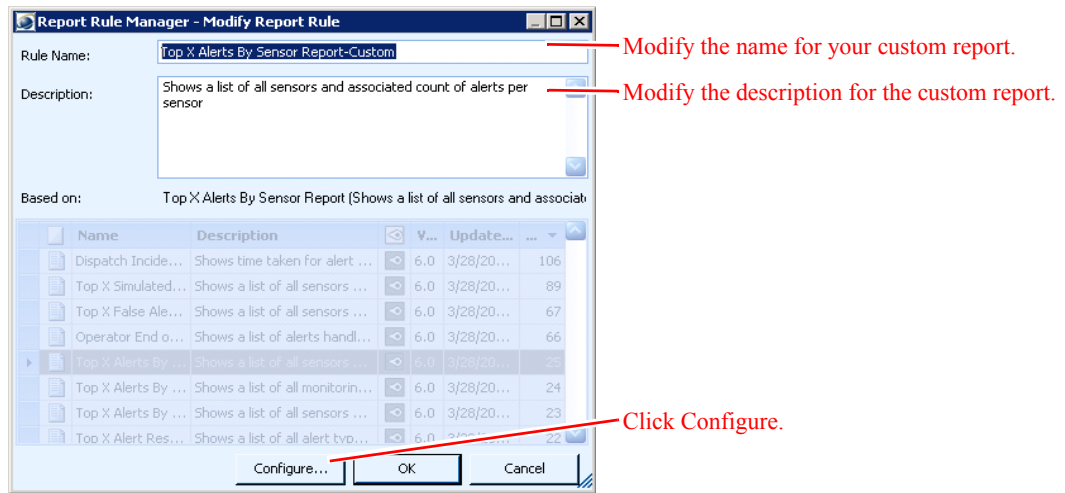 Report Rule Manager - Modify Report Rule
Rule Name:
Top X Alerts By Sensor Report-Custom
Modify the name for your custom report.
Description:
Shows a list of all sensors and associated count of alerts per
sensor
Modify the description for the custom report.
Based on:
Top X Alerts By Sensor Report (Shows a list of all sensors and associat
Name Description V... Update... ...
Dispatch Incide... Shows time taken for alert ... 6.0 3/28/20... 106
Top X Simulated... Shows a list of all sensors ... 6.0 3/28/20... 89
Top X False Ale... Shows a list of all sensors ... 6.0 3/28/20... 67
Operator End o... Shows a list of alerts handl... 6.0 3/28/20... 66
Top X Alerts By ... Shows a list of all sensors ... 6.0 3/28/20... 25
Top X Alerts By ... Shows a list of all monitorin... 6.0 3/28/20... 24
Top X Alerts By ... Shows a list of all sensors ... 6.0 3/28/20... 23
Top X Alert Res... Shows a list of all alert typ... 6.0 3/28/20... 22
Click Configure.
Configure... OK Cancel